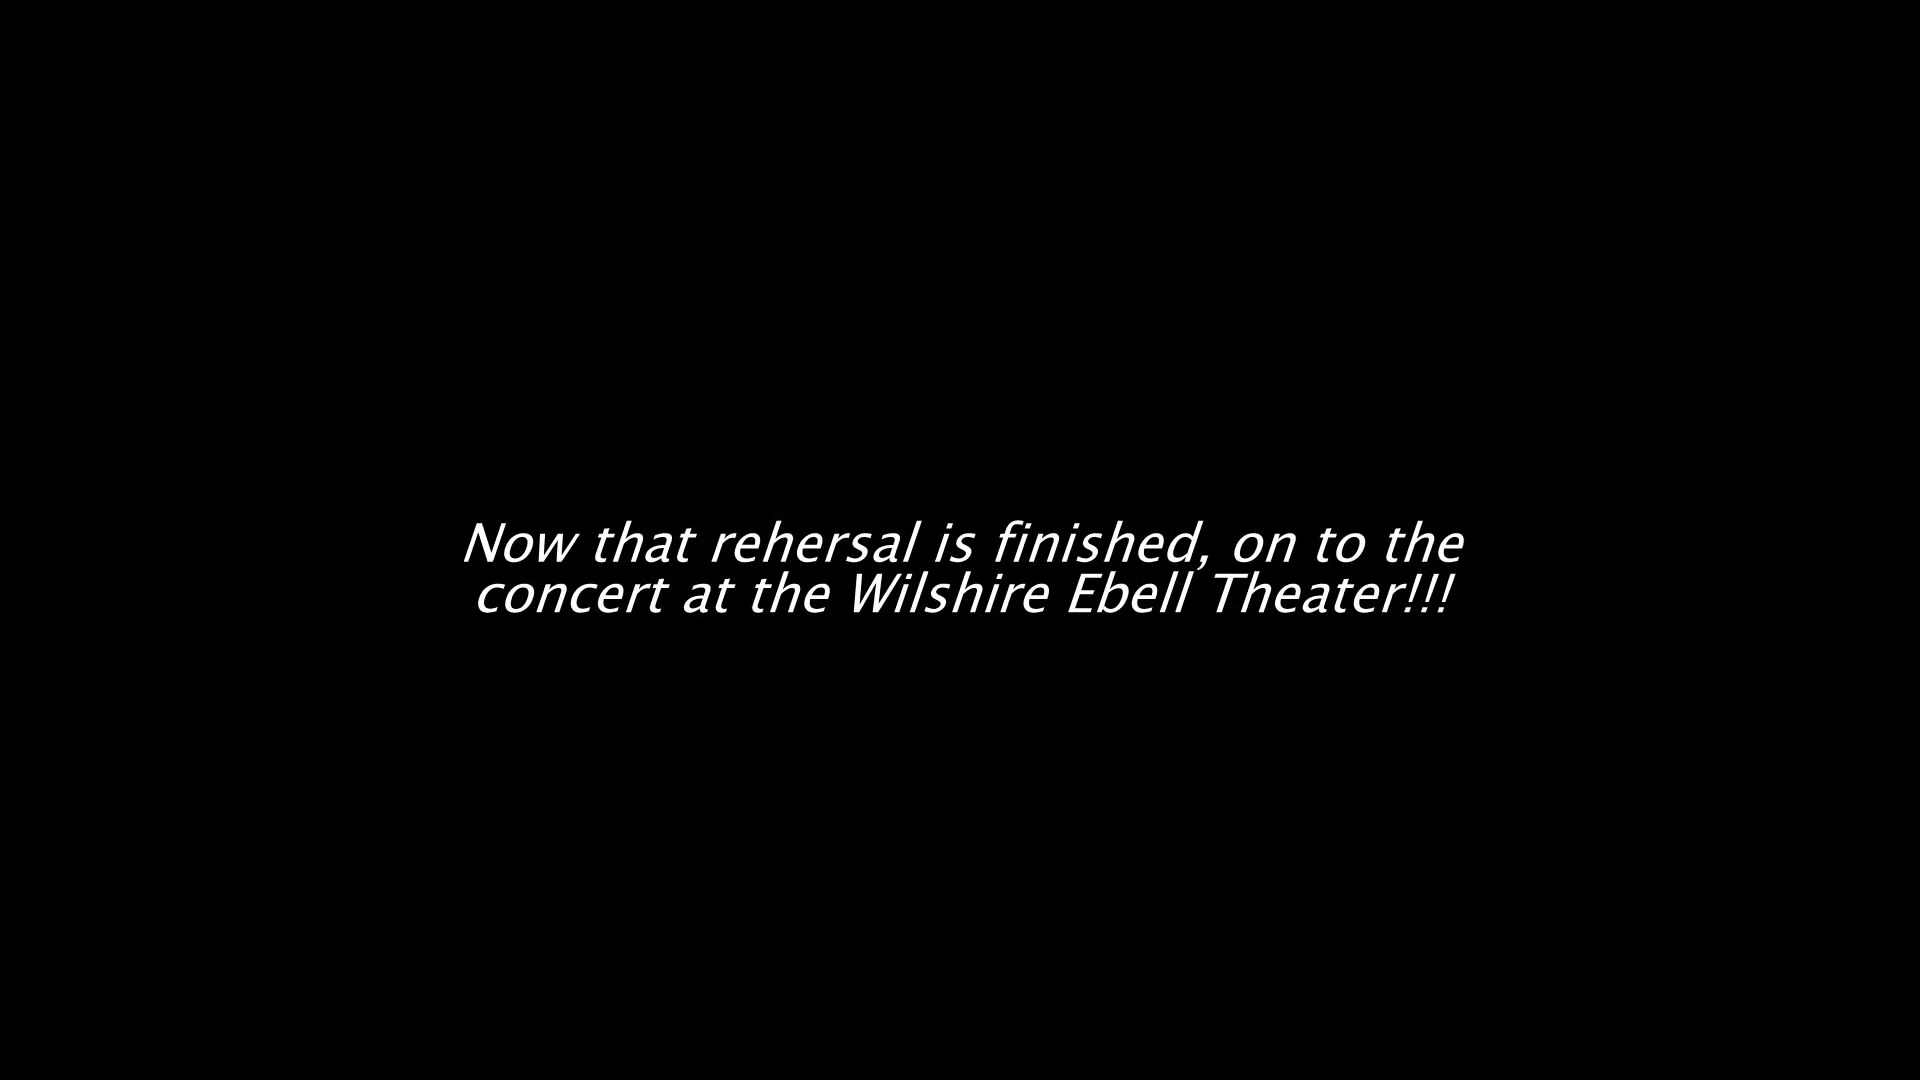 Now that rehersal is finished, on to the
concert at the Wilshire Ebell Theater!!!